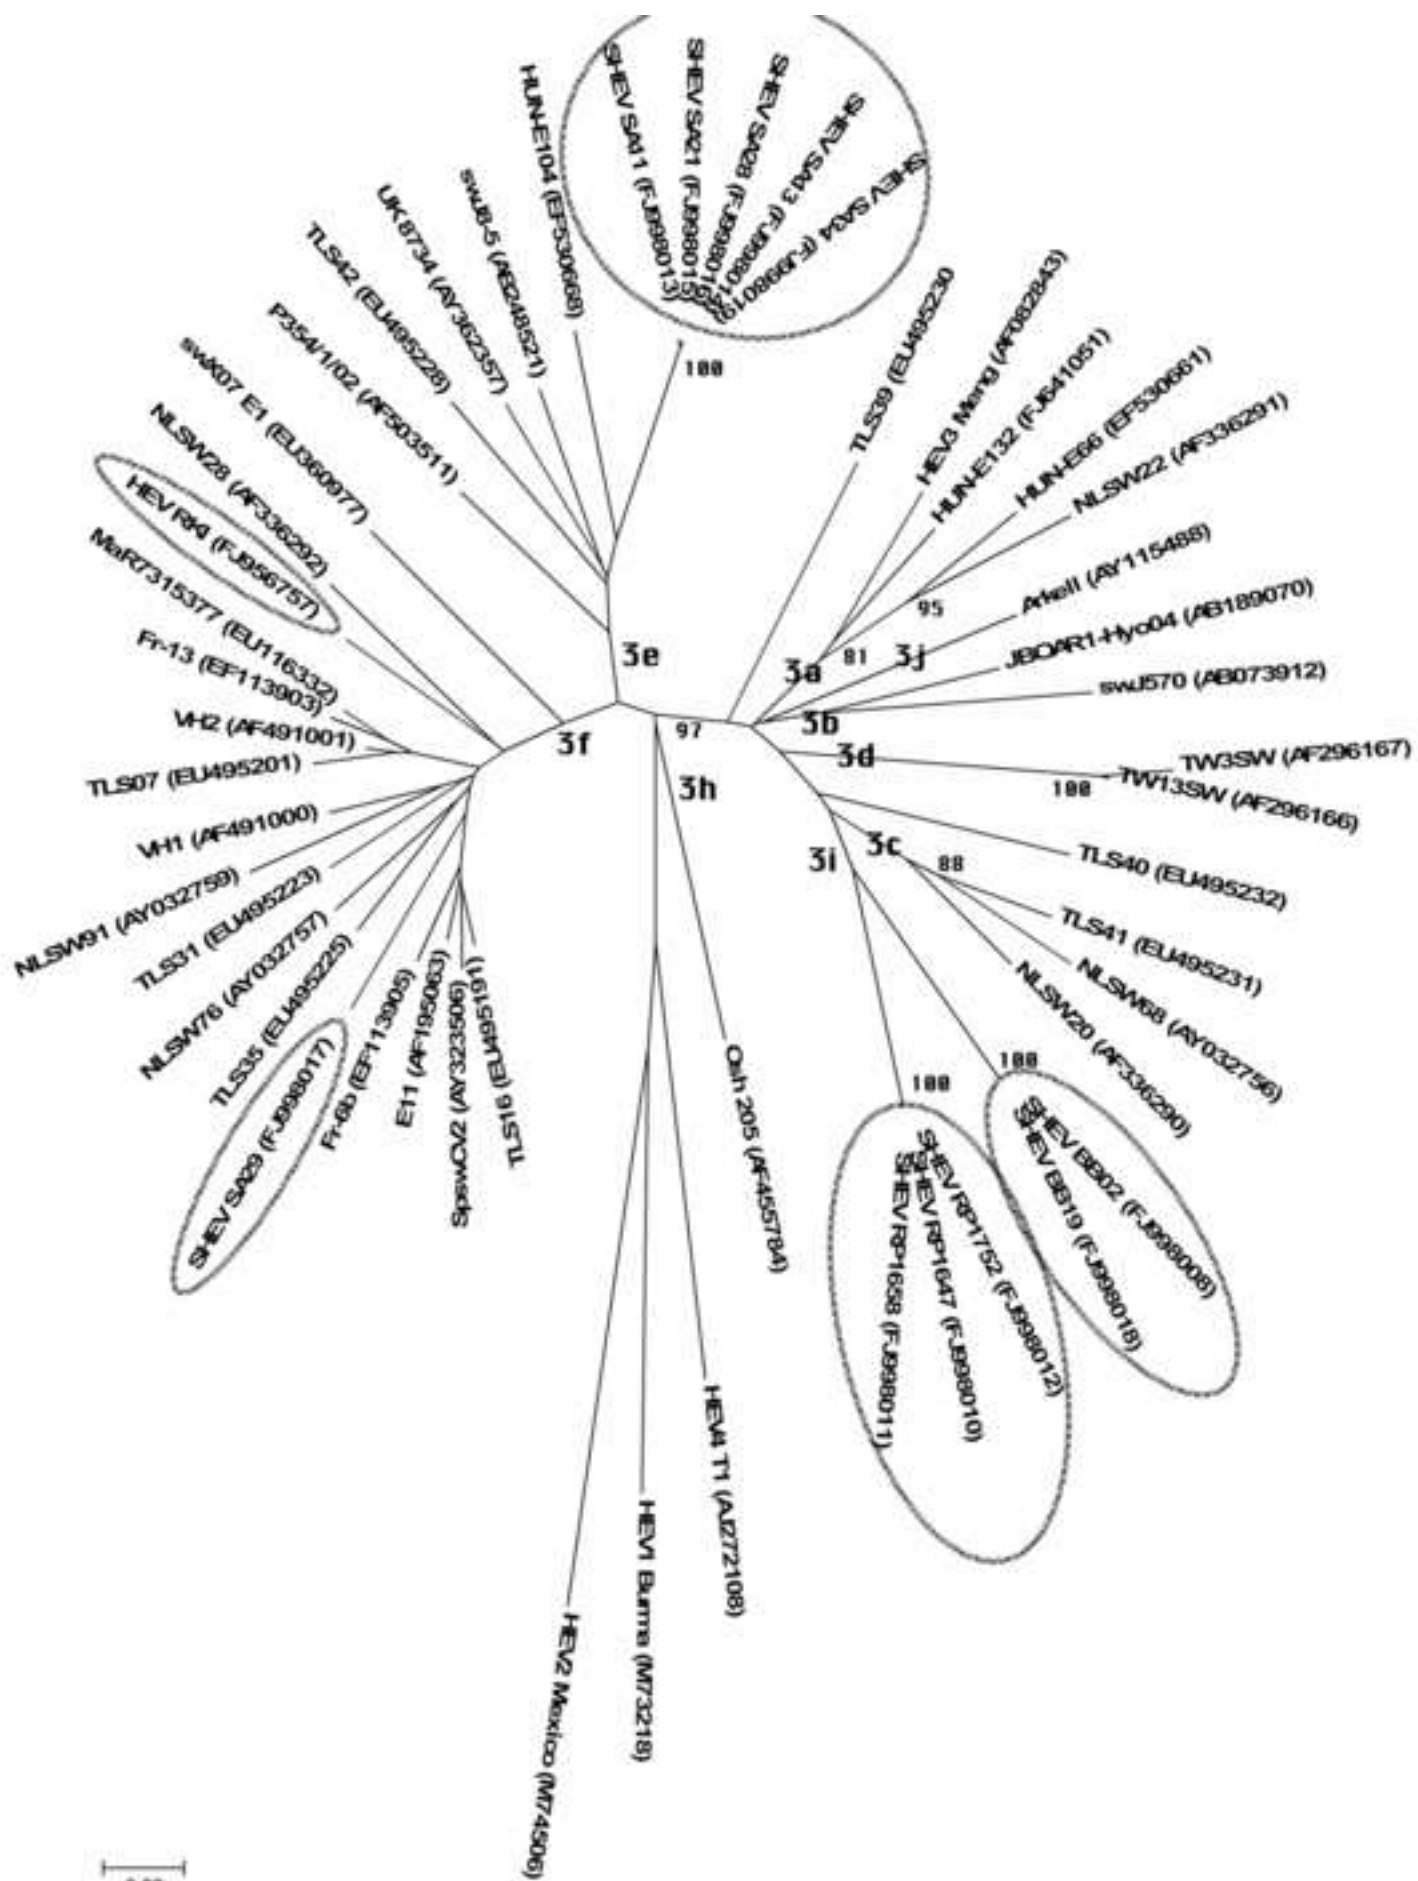 SHEV SA11 (FJ998013)
SHEV SA21 (FJ998015)
SHEV SA28
SHEV SA13
SHEV SA34 (FJ998019)
100
HUN-E104 (EF530668)
swJ8-5 (AB248521)
UK 8734 (AY362357)
TLS42 (EU495228)
P354/1/02 (AF503511)
swX07 E1 (EU360977)
NLSW28 (AF336292)
HEV RKI (FJ956757)
MaR7315377 (EU116332)
Fr-13 (EF113903)
VH2 (AF491001)
TLS07 (EU495201)
VH1 (AF491000)
NLSW91 (AY032759)
TLS31 (EU495223)
NLSW76 (AY032757)
TLS35 (EU495225)
SHEV SA29 (FJ998017)
Fr-6b (EF113905)
E11 (AF195063)
SpswCV2 (AY323506)
TLS16 (EU495191)
TLS39 (EU495230
HEV3 Meng (AF082843)
HUN-E132 (FJ641051)
HUN-E66 (EF530661)
NLSW22 (AF336291)
95
Arkell (AY115488)
JBOAR1-Hyo04 (AB189070)
swJ570 (AB073912)
3e
3a
81
3j
3b
3f
97
3d
3h
TW3SW (AF296167)
TW13SW (AF296166)
100
3i
3c
88
TLS40 (EU495232)
TLS41 (EU495231)
NLSW68 (AY032756)
NLSW20 (AF336290)
100
SHEV BB02 (FJ998008)
SHEV BB19 (FJ998018)
100
SHEV RP1752 (FJ998012)
SHEV RP1647 (FJ998010)
SHEV RP1658 (FJ998011)
Osh 205 (AF455784)
HEV4 T1 (AJ272108)
HEV1 Burma (M73218)
HEV2 Mexico (M74506)